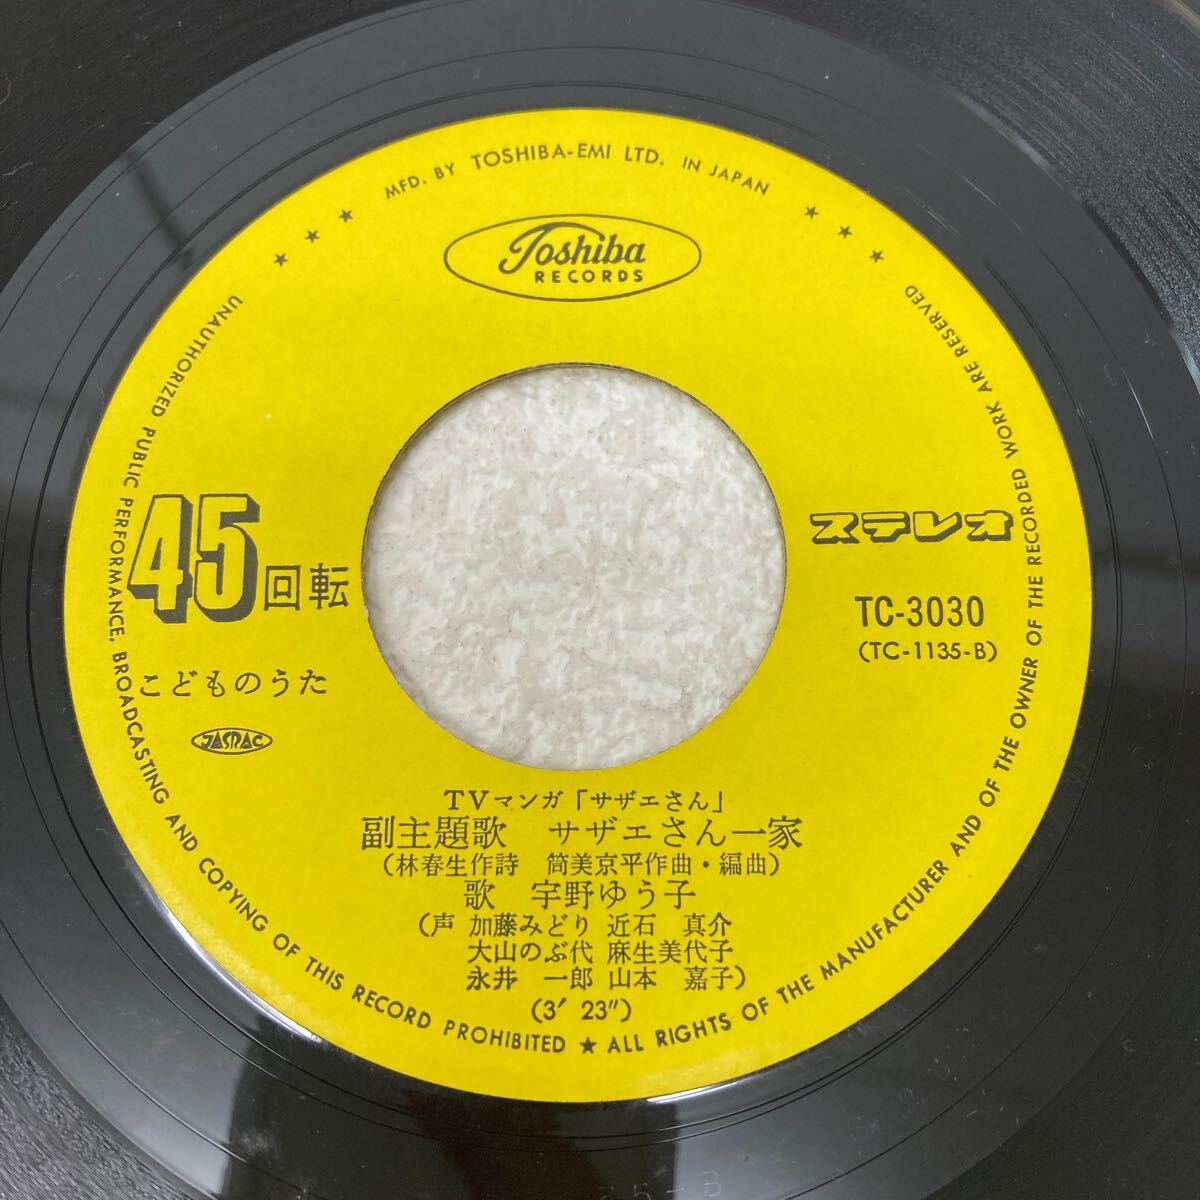 MFD. BY TOSHIBA-EMI LTD. IN JAPAN
Toshiba
RECORDS
45回転
ステレオ
TC-3030
(TC-1135-B)
こどものうた
JASRAC
TVマンガ「サザエさん」
副主題歌 サザエさん一家
(林春生作詩 筒美京平作曲・編曲)
歌 宇野ゆう子
(声 加藤みどり 近石 真介
大山のぶ代 麻生美代子
永井 一郎 山本 嘉子)
(3′ 23″)
UNAUTHORIZED PUBLIC PERFORMANCE, BROADCASTING AND COPYING OF THIS RECORD PROHIBITED ★ ALL RIGHTS OF THE MANUFACTURER AND OF THE OWNER OF THE RECORDED WORK ARE RESERVED